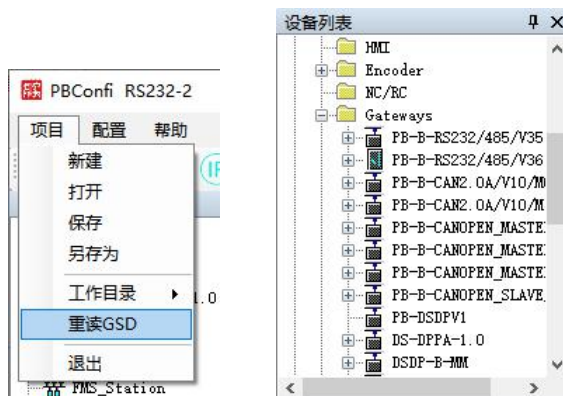 PBConfi RS232-2
项目 配置 帮助
新建
打开
保存
另存为
工作目录
1.0
重读GSD
退出
FMS_Station
设备列表
HMI
Encoder
NC/RC
Gateways
PB-B-RS232/485/V35
PB-B-RS232/485/V36
PB-B-CAN2.0A/V10/M
PB-B-CAN2.0A/V10/M
PB-B-CANOPEN_MASTE
PB-B-CANOPEN_MASTE
PB-B-CANOPEN_MASTE
PB-B-CANOPEN_SLAVE
PB-DSDPV1
DS-DPPA-1.0
DSDP-B-MM